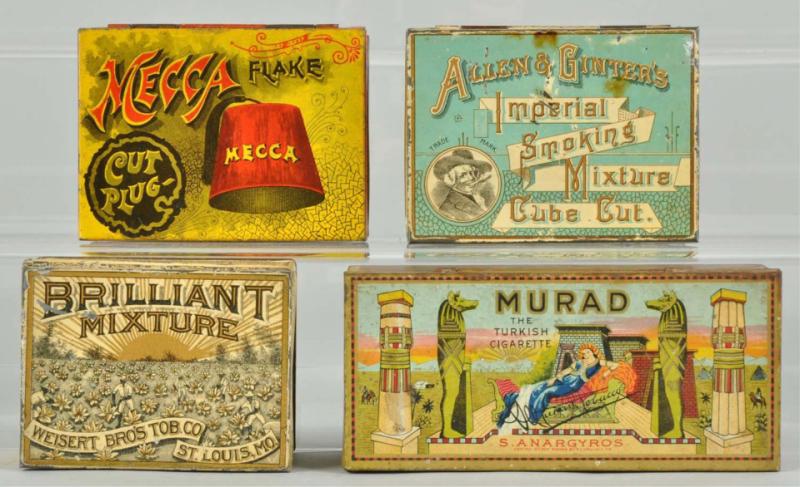 MECCA
FLAKE
CUT
PLUG
MECCA
ALLEN & GINTER'S
Imperial
Smoking
TRADE MARK
Mixture
Cube Cut.
BRILLIANT
MIXTURE
WEISERT BRO'S TOB. CO
ST. LOUIS, MO.
MURAD
THE
TURKISH
CIGARETTE
S. ANARGYROS